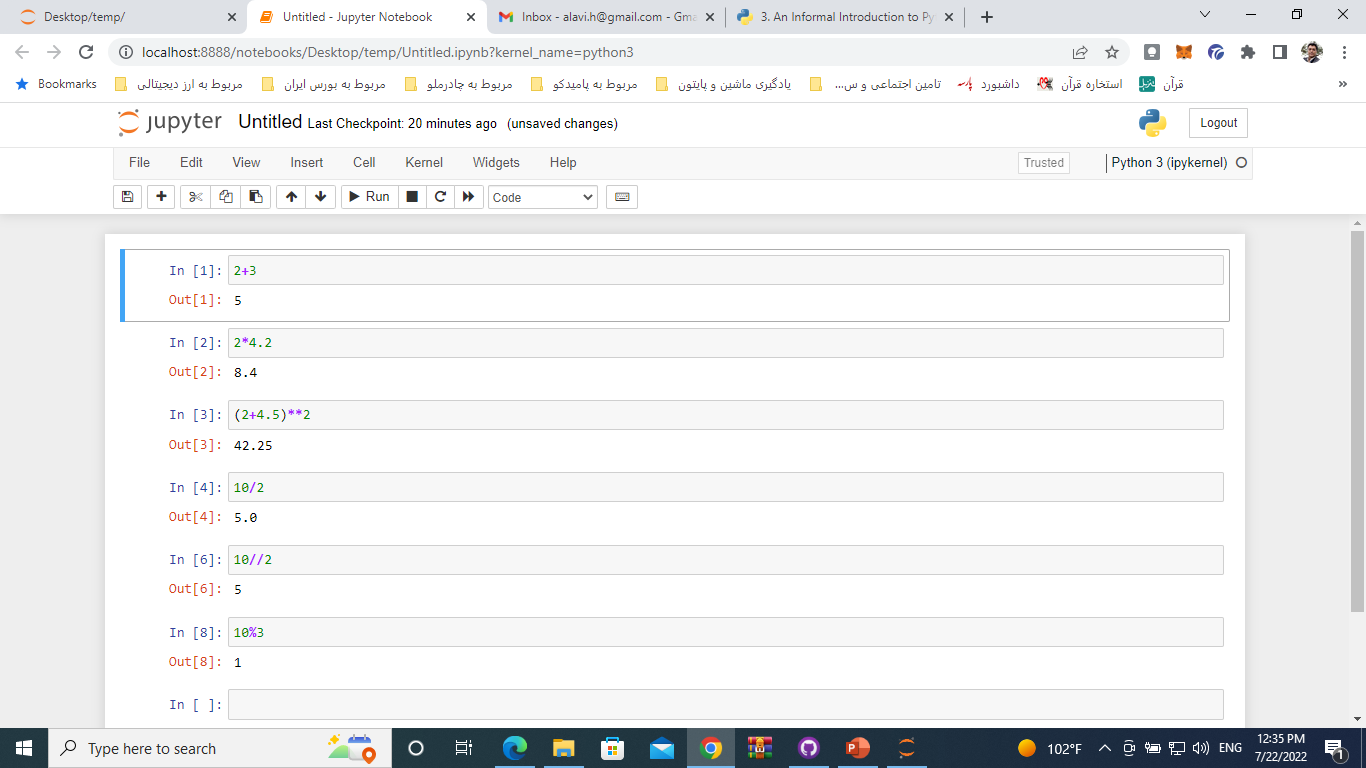 Desktop/temp/
Untitled - Jupyter Notebook
Inbox - alavi.h@gmail.com - Gma
3. An Informal Introduction to Py
localhost:8888/notebooks/Desktop/temp/Untitled.ipynb?kernel_name=python3
Bookmarks
مربوط به ارز دیجیتالی
مربوط به بورس ایران
مربوط به چادرملو
مربوط به پامیدکو
یادگیری ماشین و پایتون
تامین اجتماعی و س...
داشبورد
استخاره قرآن
قرآن
»
jupyter Untitled Last Checkpoint: 20 minutes ago (unsaved changes)
Logout
File Edit View Insert Cell Kernel Widgets Help
Trusted
Python 3 (ipykernel)
Run
Code
In [1]: 2+3
Out[1]: 5
In [2]: 2*4.2
Out[2]: 8.4
In [3]: (2+4.5)**2
Out[3]: 42.25
In [4]: 10/2
Out[4]: 5.0
In [6]: 10//2
Out[6]: 5
In [8]: 10%3
Out[8]: 1
In [ ]:
Type here to search
102°F
ENG
12:35 PM
7/22/2022
1